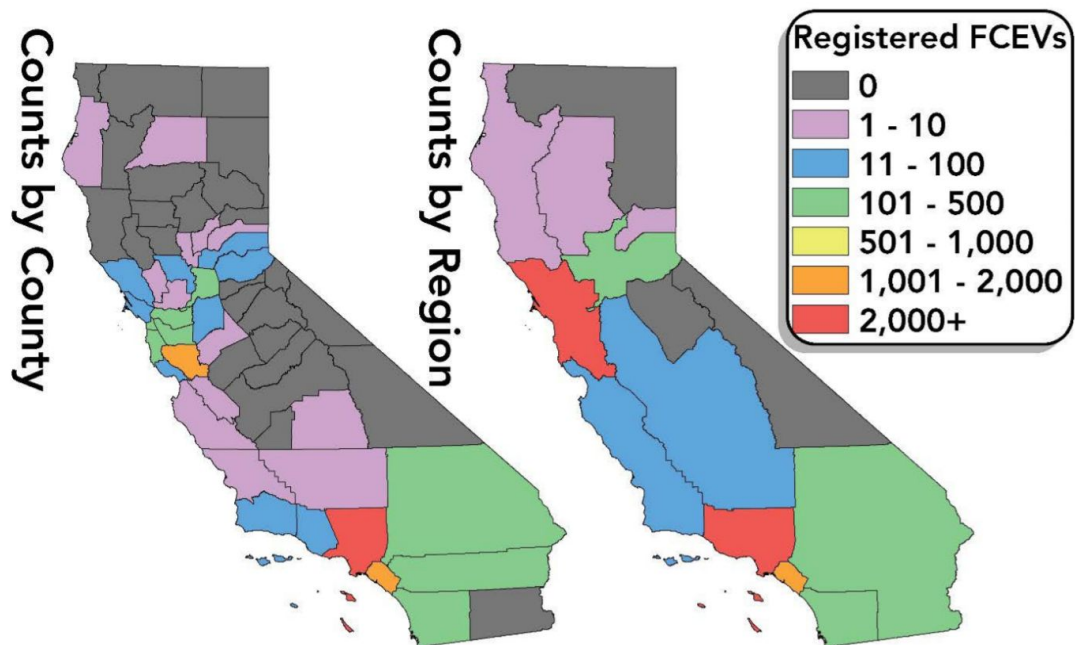 Counts by County
Counts by Region
Registered FCEVs
0
1 - 10
11 - 100
101 - 500
501 - 1,000
1,001 - 2,000
2,000+